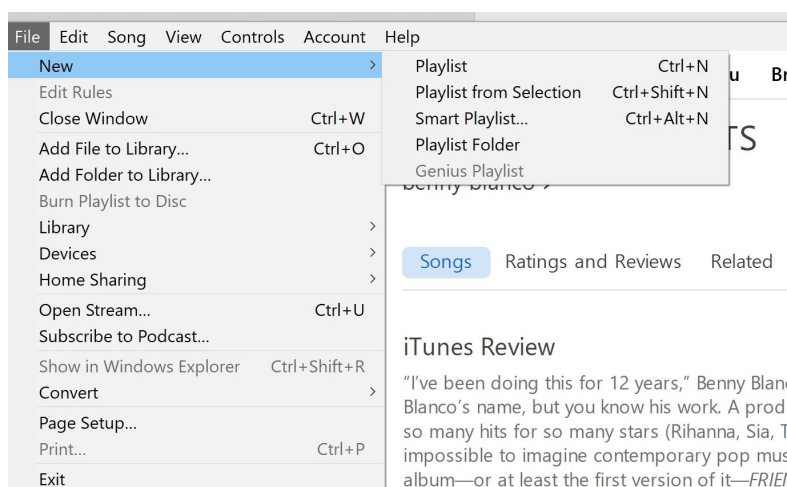 File Edit Song View Controls Account Help
New >
Edit Rules
Close Window Ctrl+W
Add File to Library... Ctrl+O
Add Folder to Library...
Burn Playlist to Disc
Library >
Devices >
Home Sharing >
Open Stream... Ctrl+U
Subscribe to Podcast...
Show in Windows Explorer Ctrl+Shift+R
Convert >
Page Setup...
Print... Ctrl+P
Exit
Playlist Ctrl+N
Playlist from Selection Ctrl+Shift+N
Smart Playlist... Ctrl+Alt+N
Playlist Folder
Genius Playlist
benny blanco >
Songs Ratings and Reviews Related
iTunes Review
“I’ve been doing this for 12 years,” Benny
Blanco’s name, but you know his work. A
so many hits for so many stars (Rihanna, Sia,
impossible to imagine contemporary pop
album—or at least the first version of it—